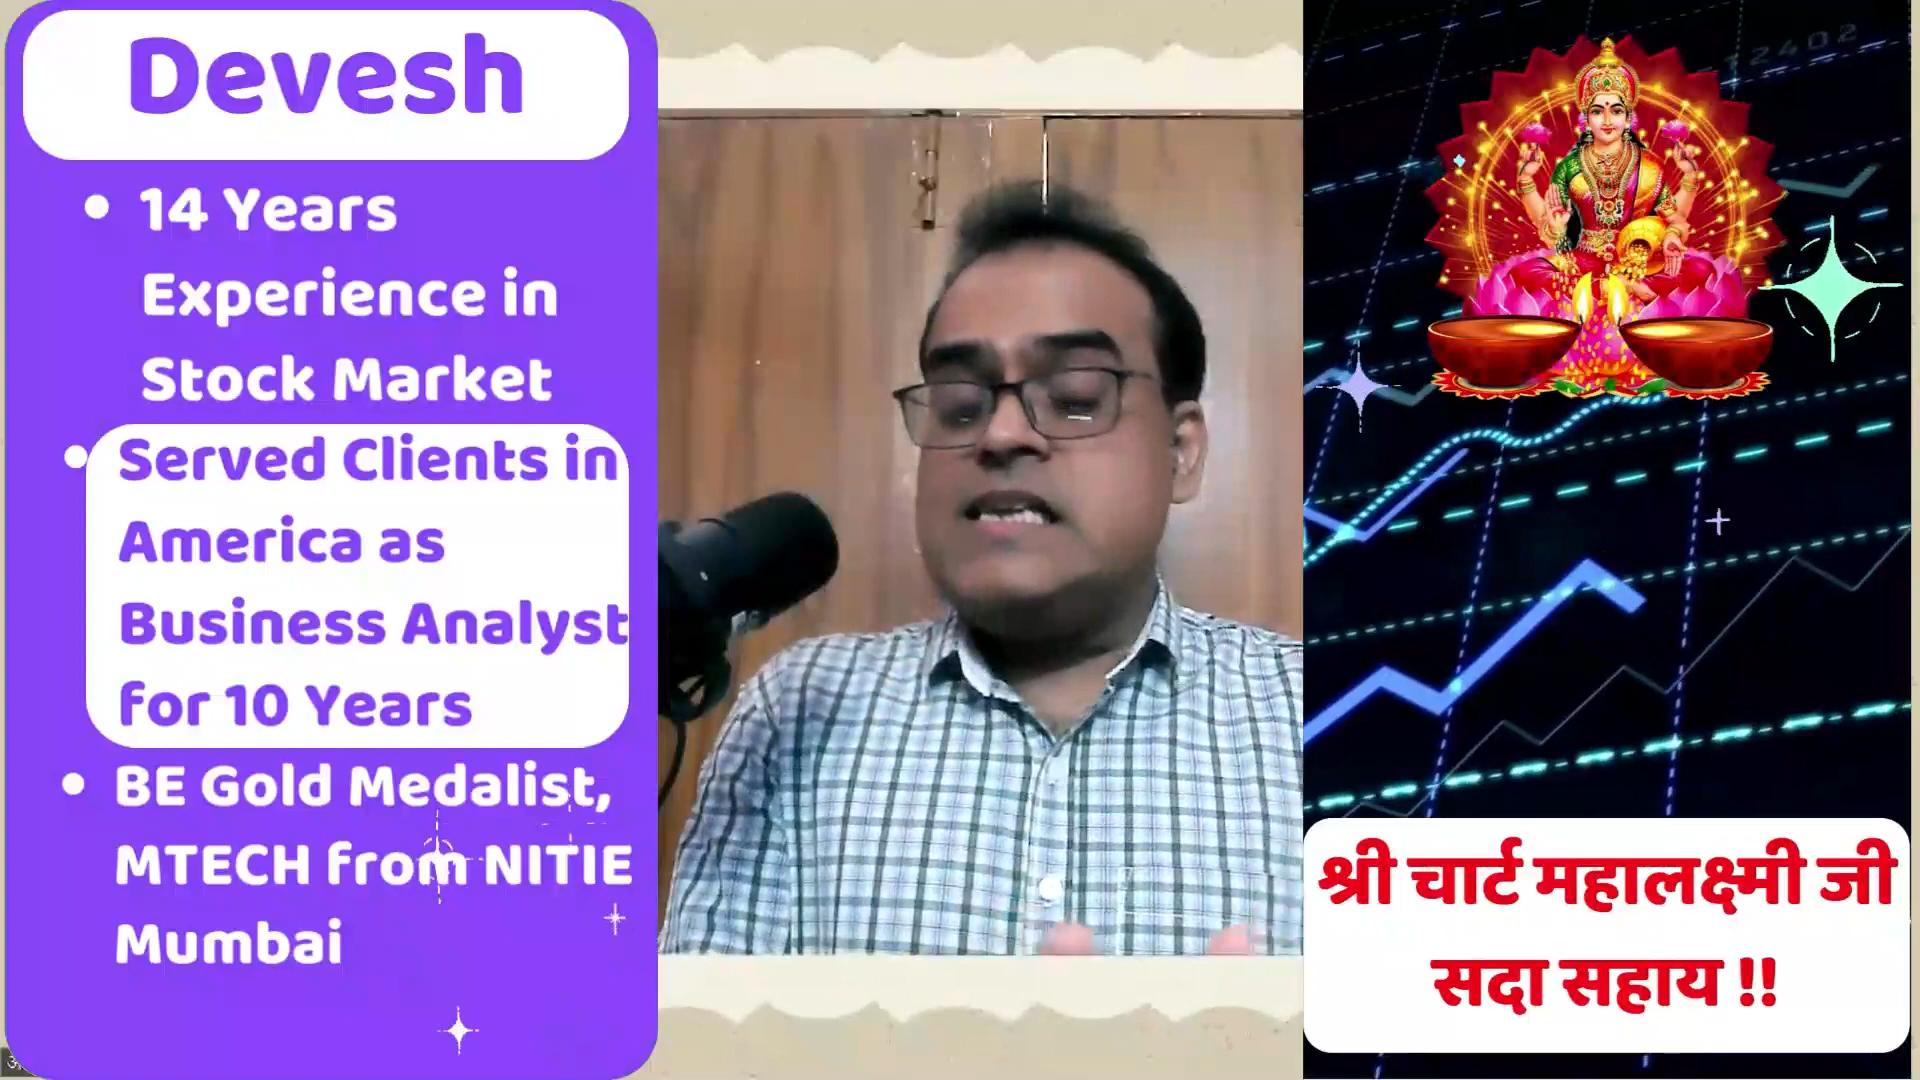 Devesh
14 Years
Experience in
Stock Market
Served Clients in
America as
Business Analyst
for 10 Years
BE Gold Medalist,
MTECH from NITIE
Mumbai
12402
श्री चार्ट महालक्ष्मी जी
सदा सहाय !!